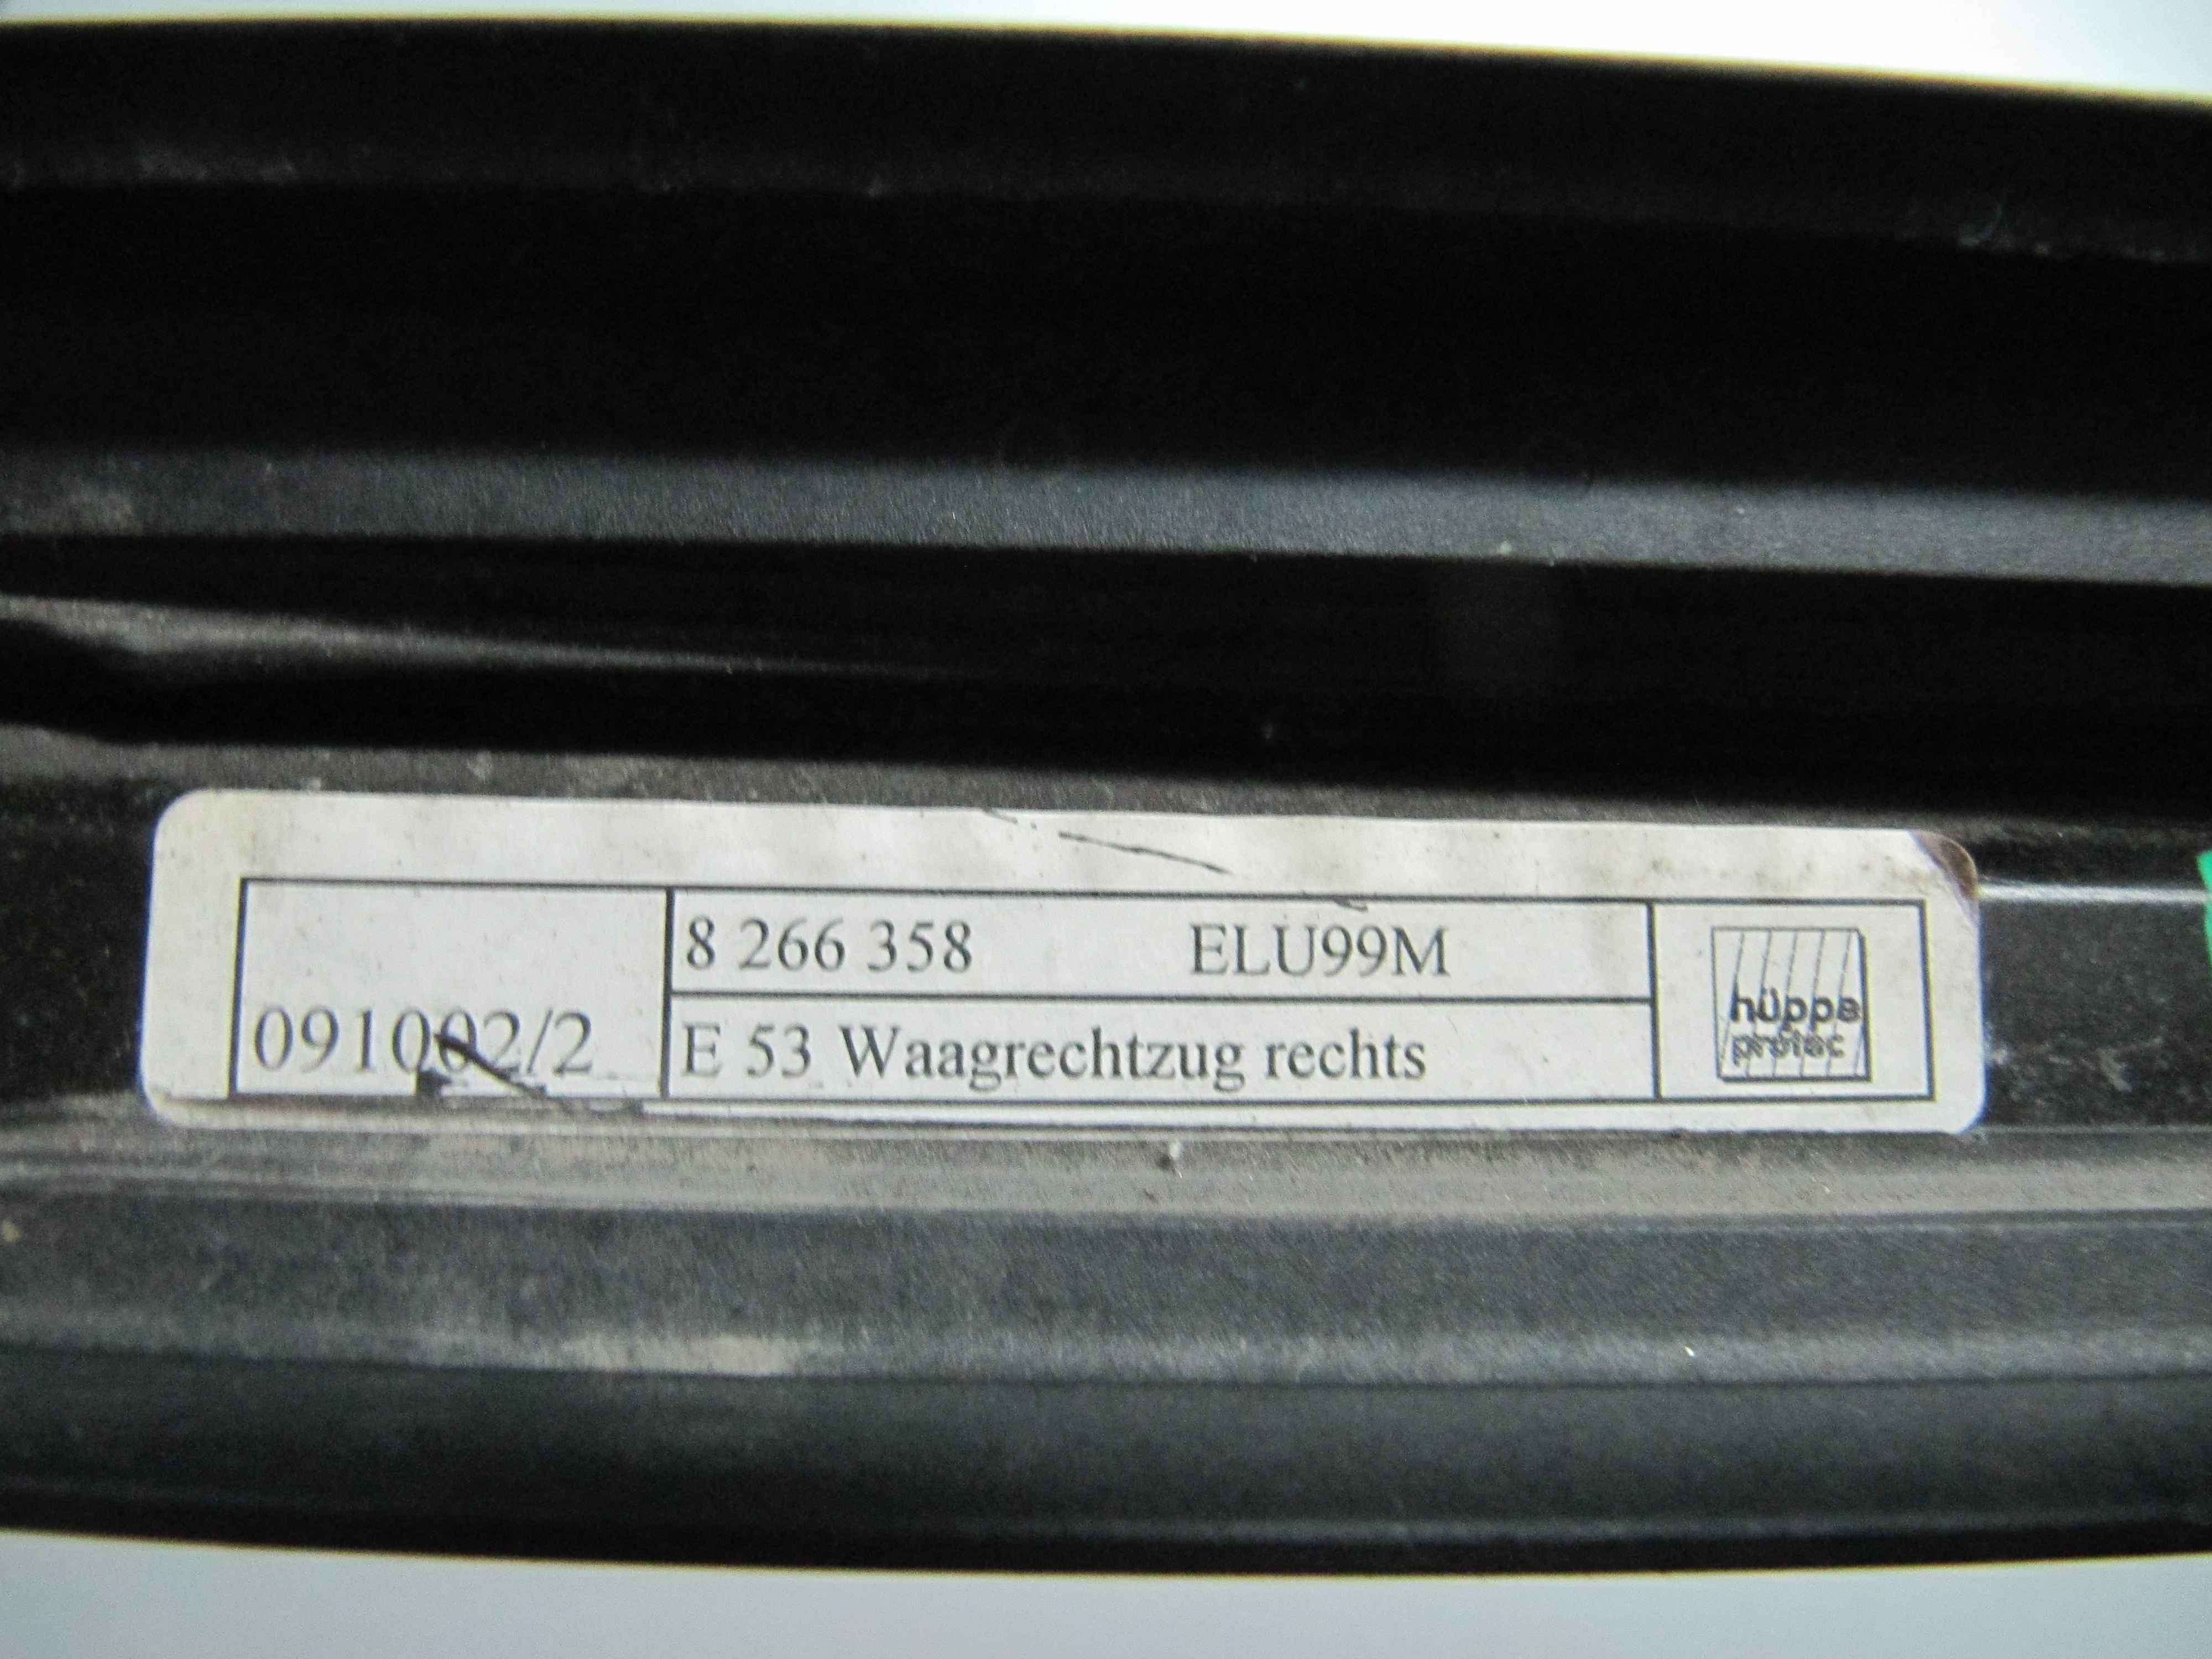 8 266 358 ELU99M
091002/2
E 53 Waagrechtzug rechts
hüppe
protec